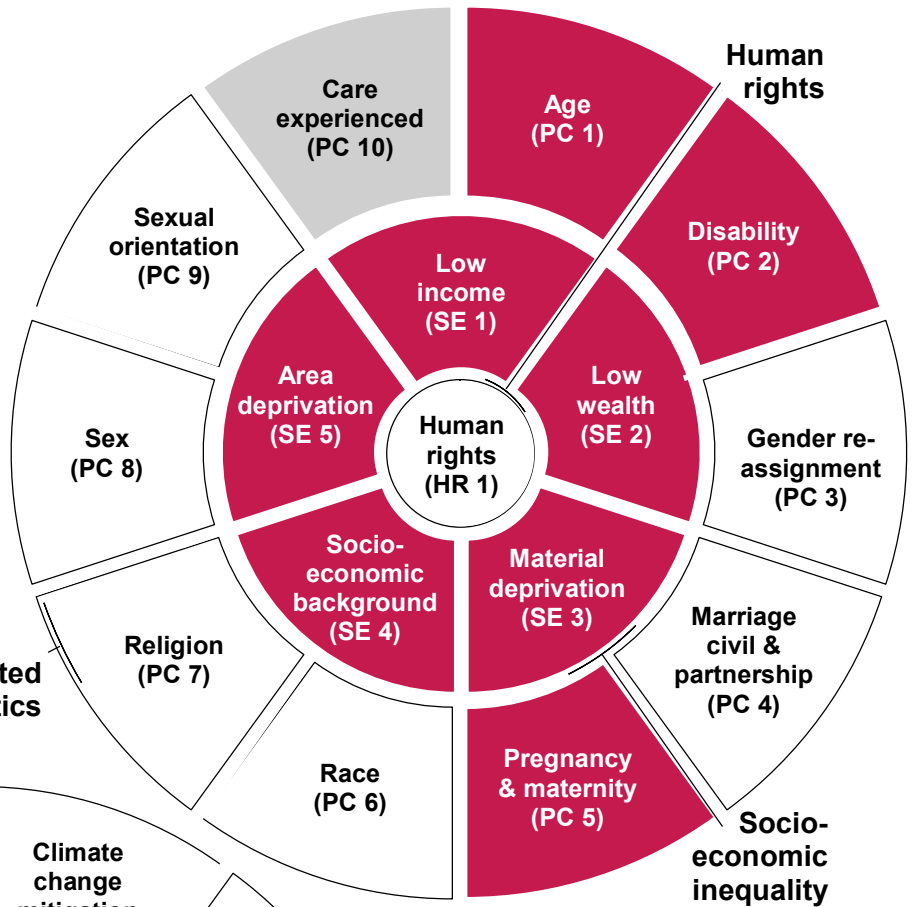 Human
rights
Care
experienced
(PC 10)
Age
(PC 1)
Sexual
orientation
(PC 9)
Disability
(PC 2)
Low
income
(SE 1)
Area
deprivation
(SE 5)
Low
wealth
(SE 2)
Sex
(PC 8)
Human
rights
(HR 1)
Gender re-
assignment
(PC 3)
Socio-
economic
background
(SE 4)
Material
deprivation
(SE 3)
Religion
(PC 7)
Marriage
civil &
partnership
(PC 4)
ted
tics
Race
(PC 6)
Pregnancy
& maternity
(PC 5)
Socio-
economic
inequality
Climate
change
mitigation